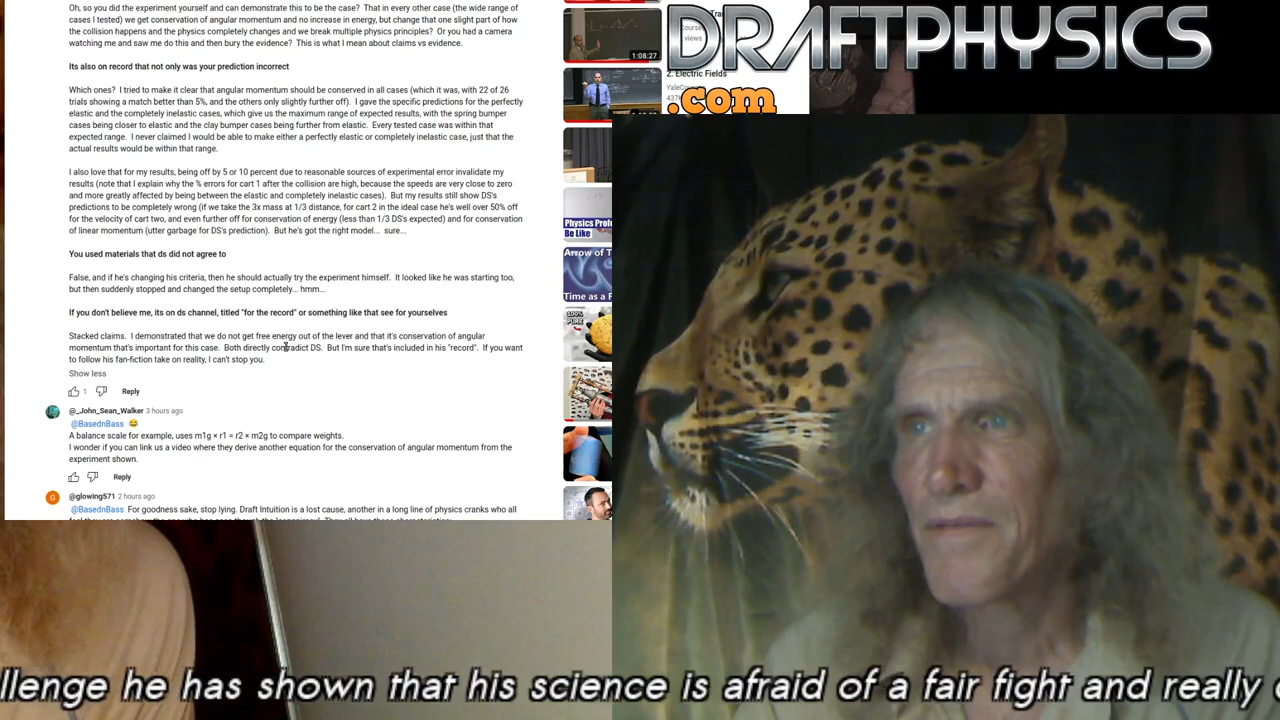 Oh, so you did the experiment yourself and can demonstrate this to be the case?  That in every other case (the wide range of
cases I tested) we get conservation of angular momentum and no increase in energy, but change that one slight part of how
the collision happens and the physics completely changes and we break multiple physics principles?  Or you had a camera
watching me and saw me do this and then bury the evidence?  This is what I mean about claims vs evidence.
Its also on record that not only was your prediction incorrect
Which ones?  I tried to make it clear that angular momentum should be conserved in all cases (which it was, with 22 of 26
trials showing a match better than 5%, and the others only slightly further off).  I gave the specific predictions for the perfectly
elastic and the completely inelastic cases, which give us the maximum range of expected results, with the spring bumper
cases being closer to elastic and the clay bumper cases being further from elastic.  Every tested case was within that
expected range.  I never claimed I would be able to make either a perfectly elastic or completely inelastic case, just that the
actual results would be within that range.
I also love that for my results, being off by 5 or 10 percent due to reasonable sources of experimental error invalidate my
results (note that I explain why the % errors for cart 1 after the collision are high, because the speeds are very close to zero
and more greatly affected by being between the elastic and completely inelastic cases).  But my results still show DS's
predictions to be completely wrong (if we take the 3x mass at 1/3 distance, for cart 2 in the ideal case he's well over 50% off
for the velocity of cart two, and even further off for conservation of energy (less than 1/3 DS's expected) and for conservation
of linear momentum (utter garbage for DS's prediction).  But he's got the right model...  sure...
You used materials that ds did not agree to
False, and if he's changing his criteria, then he should actually try the experiment himself.  It looked like he was starting too,
but then suddenly stopped and changed the setup completely... hmm...
If you don't believe me, its on ds channel, titled "for the record" or something like that see for yourselves
Stacked claims.  I demonstrated that we do not get free energy out of the lever and that it's conservation of angular
momentum that's important for this case.  Both directly contradict DS.  But I'm sure that's included in his "record".  If you want
to follow his fan-fiction take on reality, I can't stop you.
Show less
1 Reply
@_John_Sean_Walker 3 hours ago
@BasednBass 😂
A balance scale for example, uses m1g × r1 = r2 × m2g to compare weights.
I wonder if you can link us a video where they derive another equation for the conservation of angular momentum from the
experiment shown.
Reply
G @glowing571 2 hours ago
@BasednBass For goodness sake, stop lying. Draft Intuition is a lost cause, another in a long line of physics cranks who all
1:08:27
views
2. Electric Fields
Physics Prof
Be Like
Arrow of T
Time as a F
100%
PURE
DRAFTPHYSICS
.com
llenge he has shown that his science is afraid of a fair fight and really